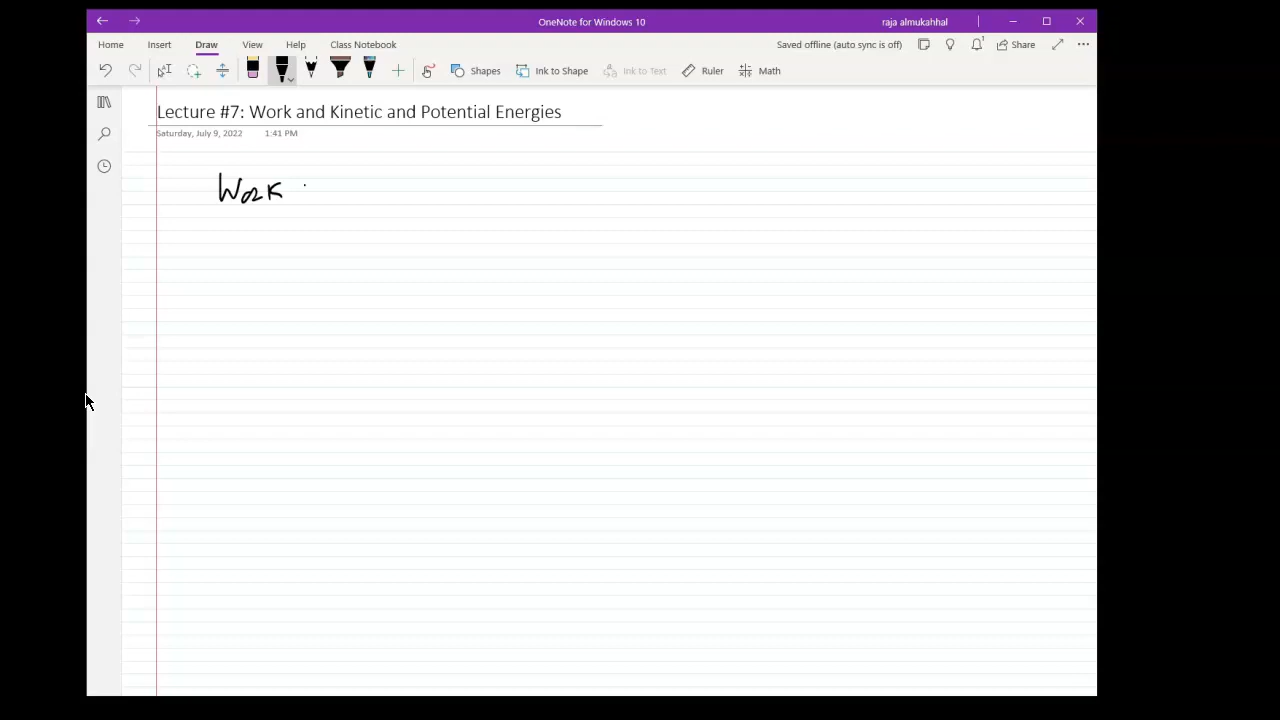 OneNote for Windows 10
raja almukahhal
Home Insert Draw View Help Class Notebook
Saved offline (auto sync is off) 1 Share
Shapes Ink to Shape Ink to Text Ruler Math
Lecture #7: Work and Kinetic and Potential Energies
Saturday, July 9, 2022 1:41 PM
Work